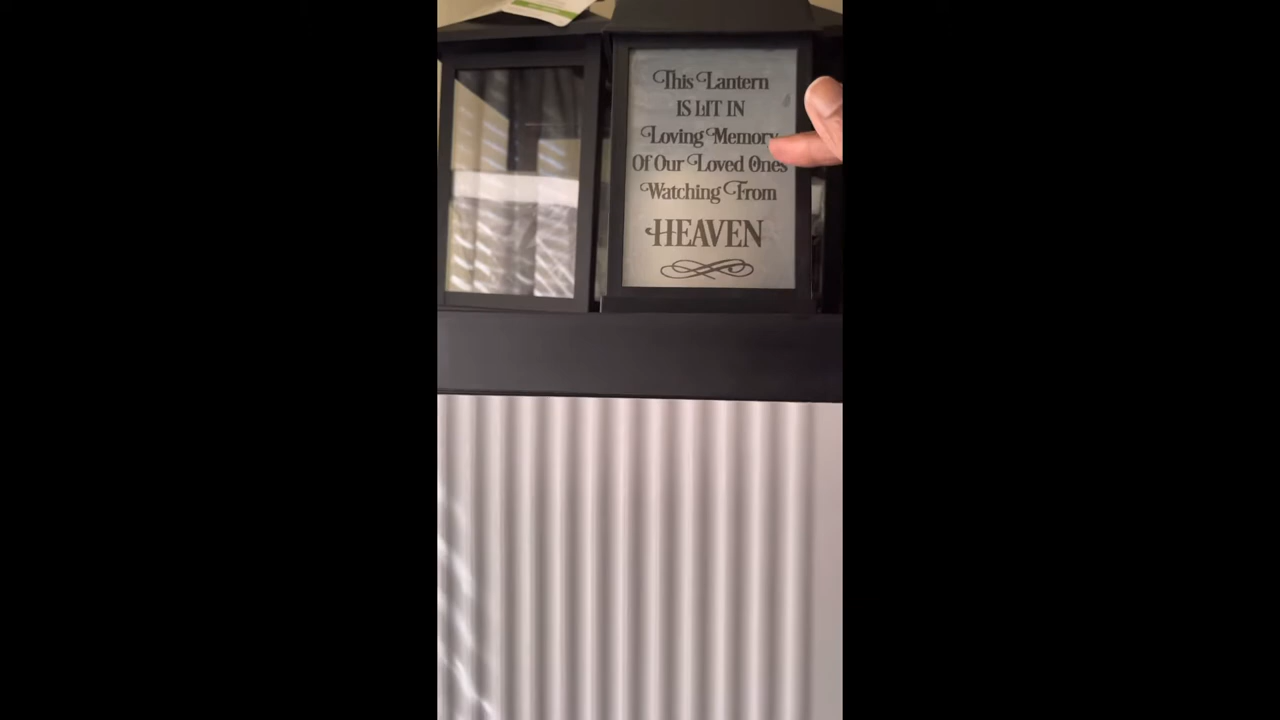 This Lantern
IS LIT IN
Loving Memory
Of Our Loved Ones
Watching From
HEAVEN